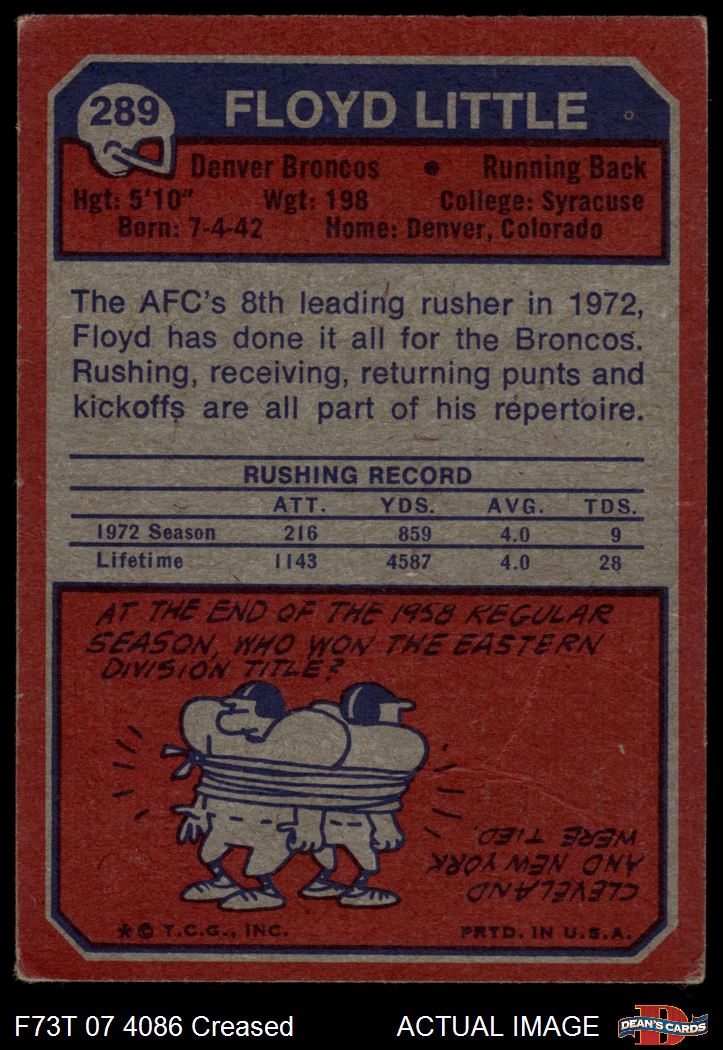 289
FLOYD LITTLE
Denver Broncos • Running Back
Hgt: 5'10" Wgt: 198 College: Syracuse
Born: 7-4-42 Home: Denver, Colorado
The AFC's 8th leading rusher in 1972,
Floyd has done it all for the Broncos.
Rushing, receiving, returning punts and
kickoffs are all part of his repertoire.
RUSHING RECORD
ATT. YDS. AVG. TDS.
1972 Season 216 859 4.0 9
Lifetime 1143 4587 4.0 28
AT THE END OF THE 1958 REGULAR
SEASON, WHO WON THE EASTERN
DIVISION TITLE?
CLEVELAND
AND NEW YORK
WERE TIED.
* © T.C.G., INC. PRTD. IN U.S.A.
F73T 07 4086 Creased ACTUAL IMAGE
D
DEAN'S CARDS